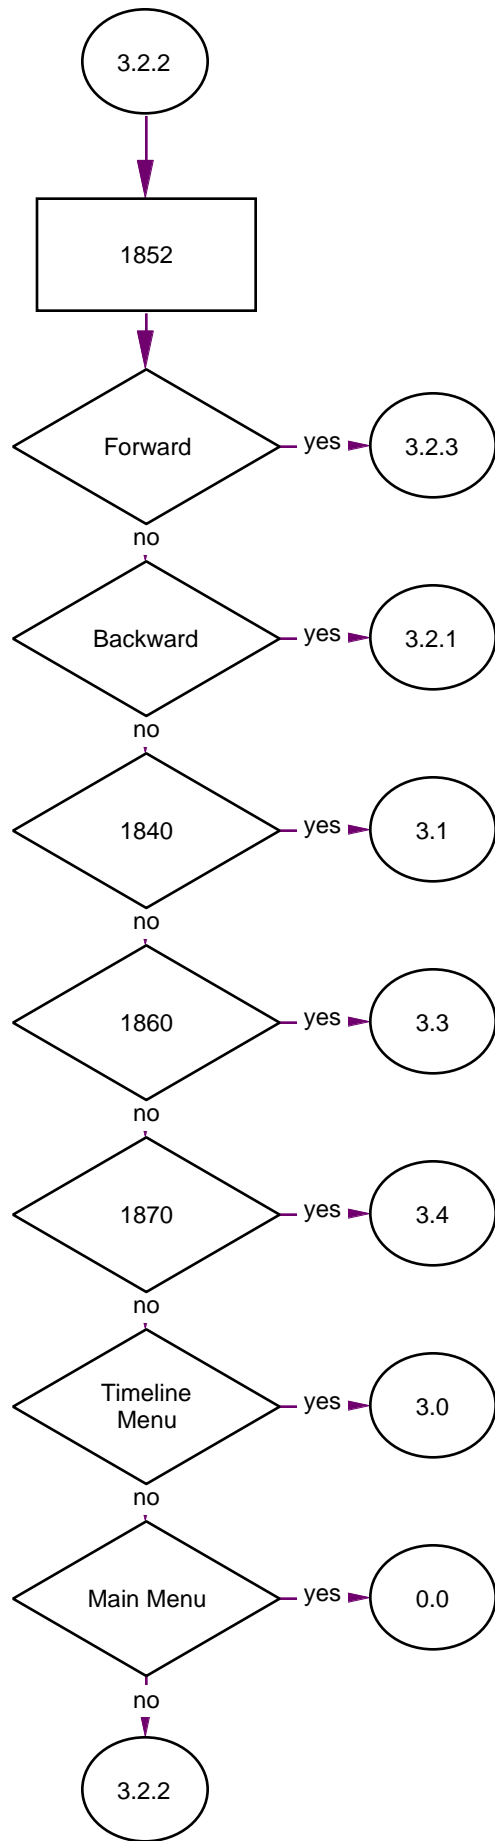 3.2.2
1852
Forward
yes
3.2.3
no
Backward
yes
3.2.1
no
1840
yes
3.1
no
1860
yes
3.3
no
1870
yes
3.4
no
Timeline
Menu
yes
3.0
no
Main Menu
yes
0.0
no
3.2.2